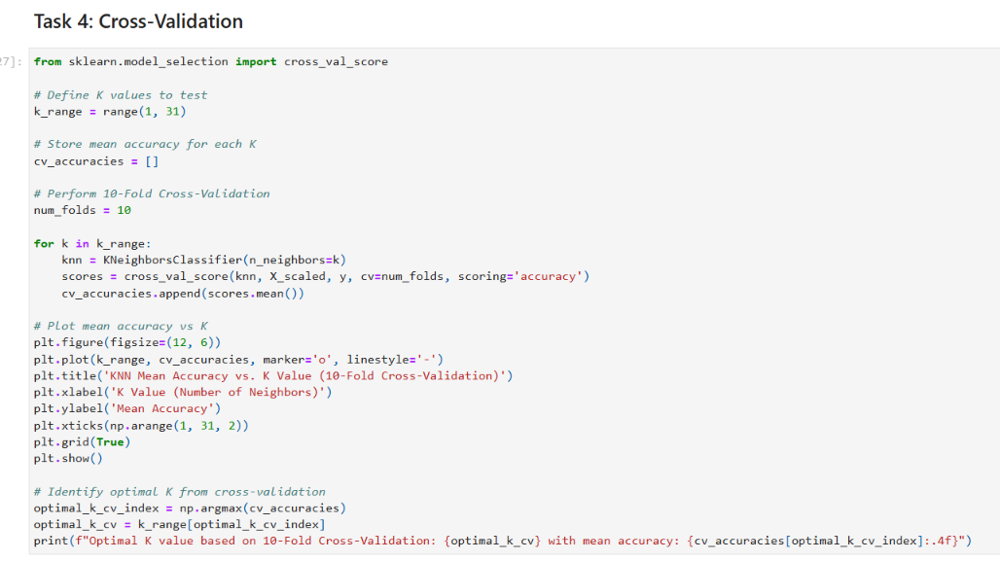 Task 4: Cross-Validation
27]:
from sklearn.model_selection import cross_val_score
# Define K values to test
k_range = range(1, 31)
# Store mean accuracy for each K
cv_accuracies = []
# Perform 10-Fold Cross-Validation
num_folds = 10
for k in k_range:
    knn = KNeighborsClassifier(n_neighbors=k)
    scores = cross_val_score(knn, X_scaled, y, cv=num_folds, scoring='accuracy')
    cv_accuracies.append(scores.mean())
# Plot mean accuracy vs K
plt.figure(figsize=(12, 6))
plt.plot(k_range, cv_accuracies, marker='o', linestyle='-')
plt.title('KNN Mean Accuracy vs. K Value (10-Fold Cross-Validation)')
plt.xlabel('K Value (Number of Neighbors)')
plt.ylabel('Mean Accuracy')
plt.xticks(np.arange(1, 31, 2))
plt.grid(True)
plt.show()
# Identify optimal K from cross-validation
optimal_k_cv_index = np.argmax(cv_accuracies)
optimal_k_cv = k_range[optimal_k_cv_index]
print(f"Optimal K value based on 10-Fold Cross-Validation: {optimal_k_cv} with mean accuracy: {cv_accuracies[optimal_k_cv_index]:.4f}")